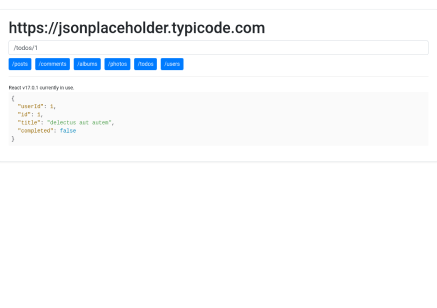 https://jsonplaceholder.typicode.com
/todos/1
/posts /comments /albums /photos /todos /users
React v17.0.1 currently in use.
{
"userId": 1,
"id": 1,
"title": "delectus aut autem",
"completed": false
}